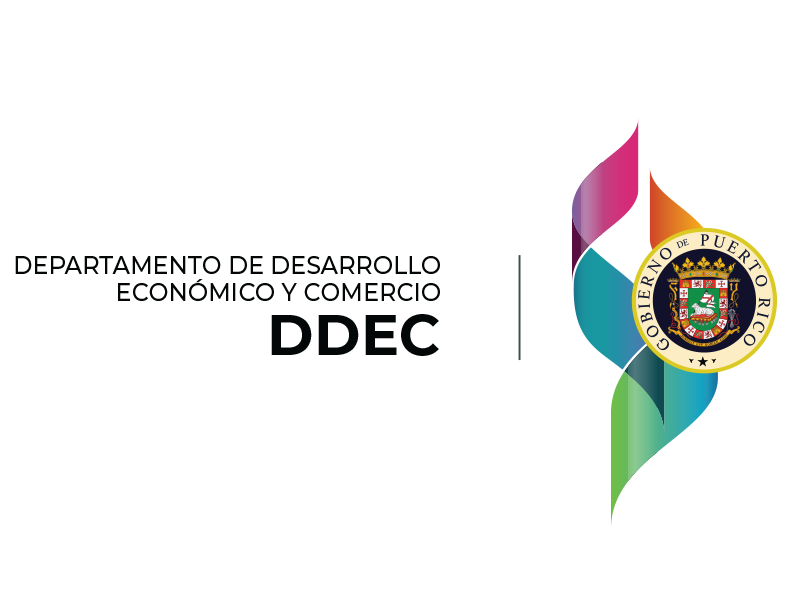 DEPARTAMENTO DE DESARROLLO
ECONÓMICO Y COMERCIO
DDEC
GOBIERNO DE PUERTO RICO